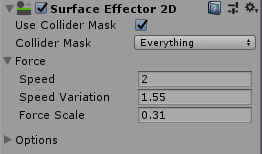 Surface Effector 2D
Use Collider Mask
Collider Mask Everything
Force
Speed 2
Speed Variation 1.55
Force Scale 0.31
Options